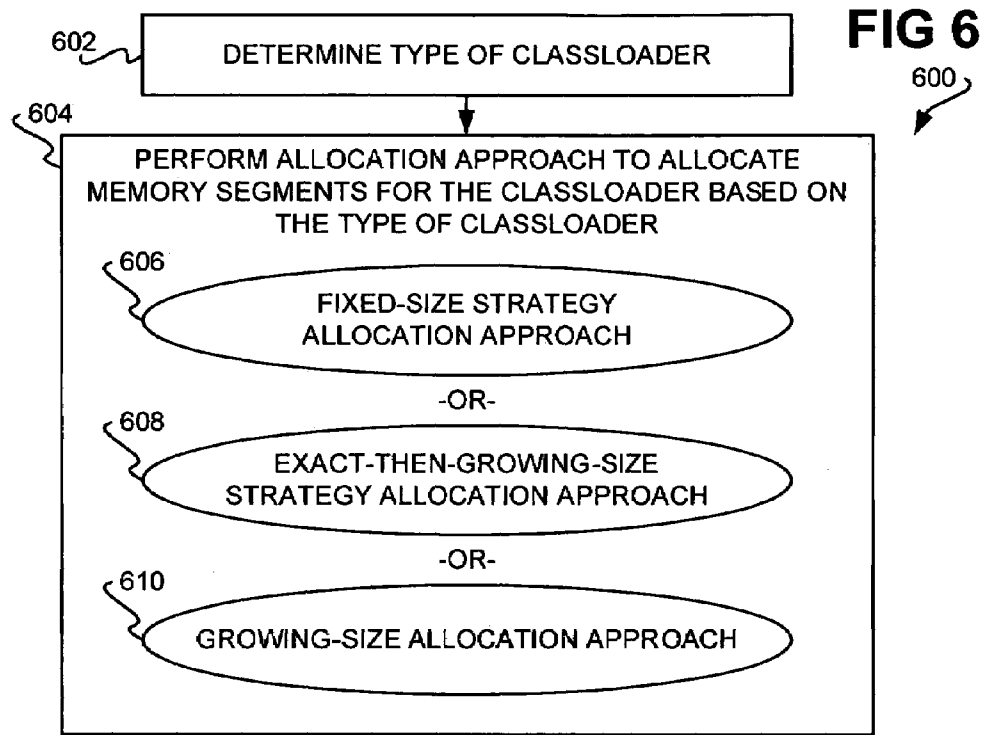 FIG 6
600
602
DETERMINE TYPE OF CLASSLOADER
604
PERFORM ALLOCATION APPROACH TO ALLOCATE
MEMORY SEGMENTS FOR THE CLASSLOADER BASED ON
THE TYPE OF CLASSLOADER
606
FIXED-SIZE STRATEGY
ALLOCATION APPROACH
-OR-
608
EXACT-THEN-GROWING-SIZE
STRATEGY ALLOCATION APPROACH
-OR-
610
GROWING-SIZE ALLOCATION APPROACH